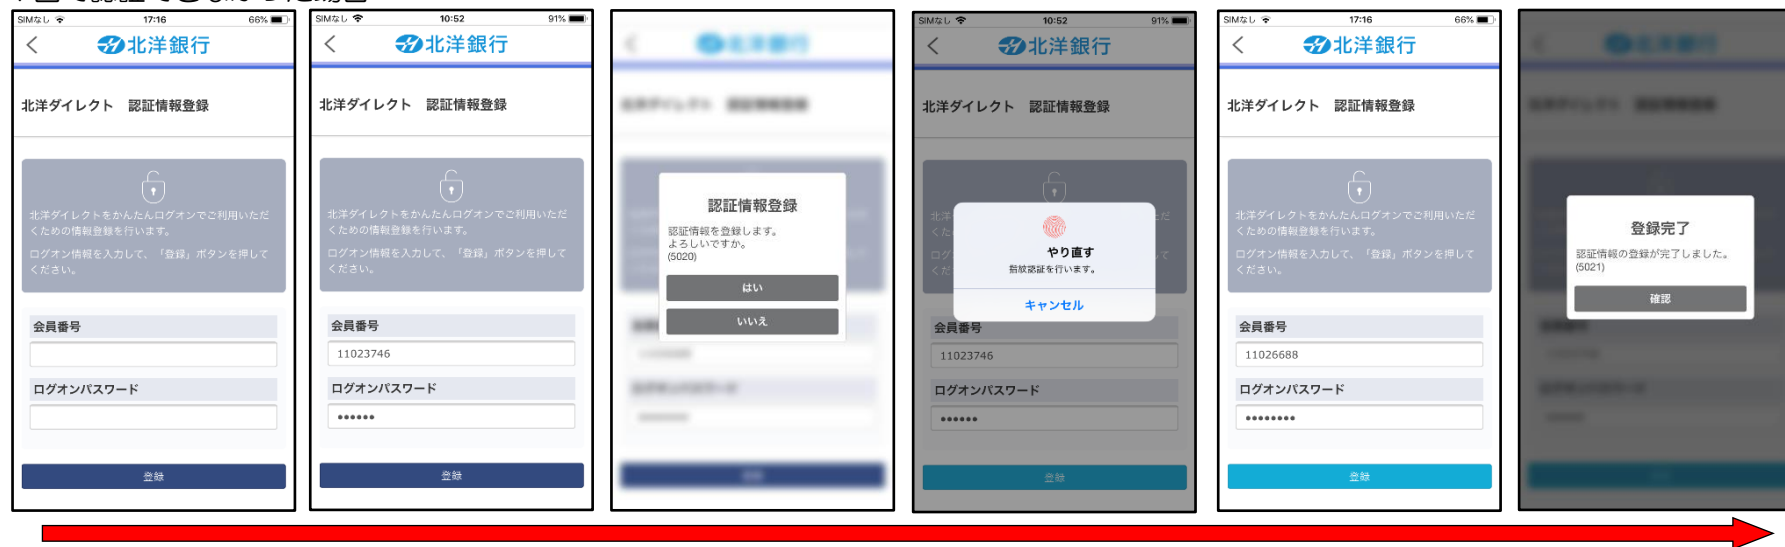 SIMなし 17:16 66%
北洋銀行
北洋ダイレクト 認証情報登録
北洋ダイレクトをかんたんログオンでご利用いただ
くための情報登録を行います。
ログオン情報を入力して、「登録」ボタンを押して
ください。
会員番号
ログオンパスワード
登録
SIMなし 10:52 91%
北洋銀行
北洋ダイレクト 認証情報登録
北洋ダイレクトをかんたんログオンでご利用いただ
くための情報登録を行います。
ログオン情報を入力して、「登録」ボタンを押して
ください。
会員番号
11023746
ログオンパスワード
••••••
登録
認証情報登録
認証情報を登録します。
よろしいですか。
(5020)
はい
いいえ
SIMなし 10:52 91%
北洋銀行
北洋ダイレクト 認証情報登録
やり直す
指紋認証を行います。
キャンセル
会員番号
11023746
ログオンパスワード
••••••
登録
SIMなし 17:16 66%
北洋銀行
北洋ダイレクト 認証情報登録
北洋ダイレクトをかんたんログオンでご利用いただ
くための情報登録を行います。
ログオン情報を入力して、「登録」ボタンを押して
ください。
会員番号
11026688
ログオンパスワード
••••••••
登録
登録完了
認証情報の登録が完了しました。
(5021)
確認